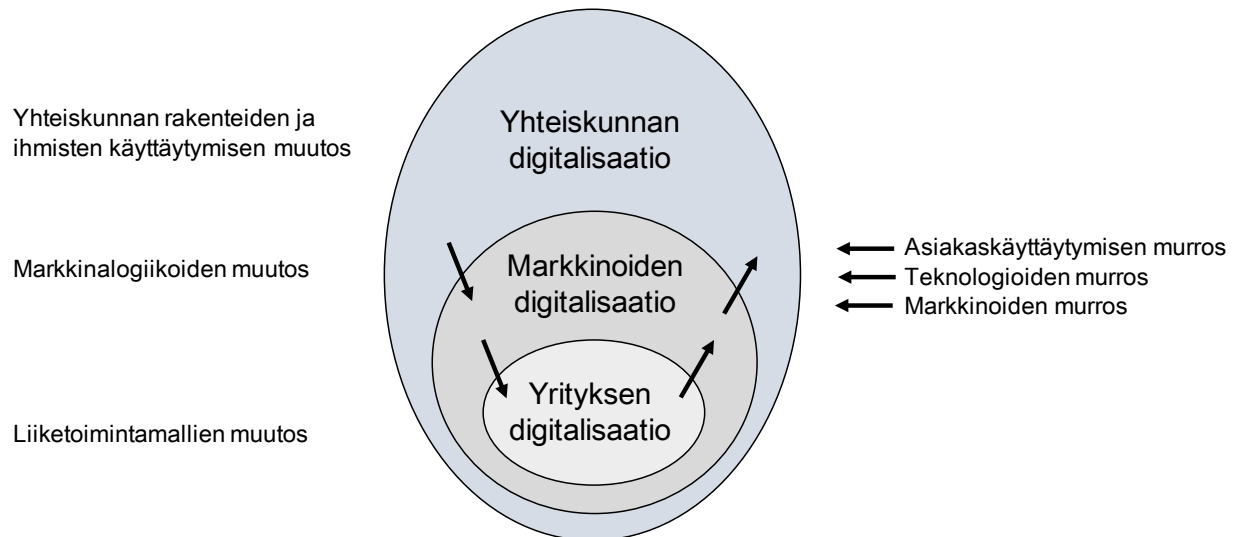 Yhteiskunnan rakenteiden ja
ihmisten käyttäytymisen muutos
Markkinalogiikoiden muutos
Liiketoimintamallien muutos
Yhteiskunnan
digitalisaatio
Markkinoiden
digitalisaatio
Yrityksen
digitalisaatio
Asiakaskäyttäytymisen murros
Teknologioiden murros
Markkinoiden murros